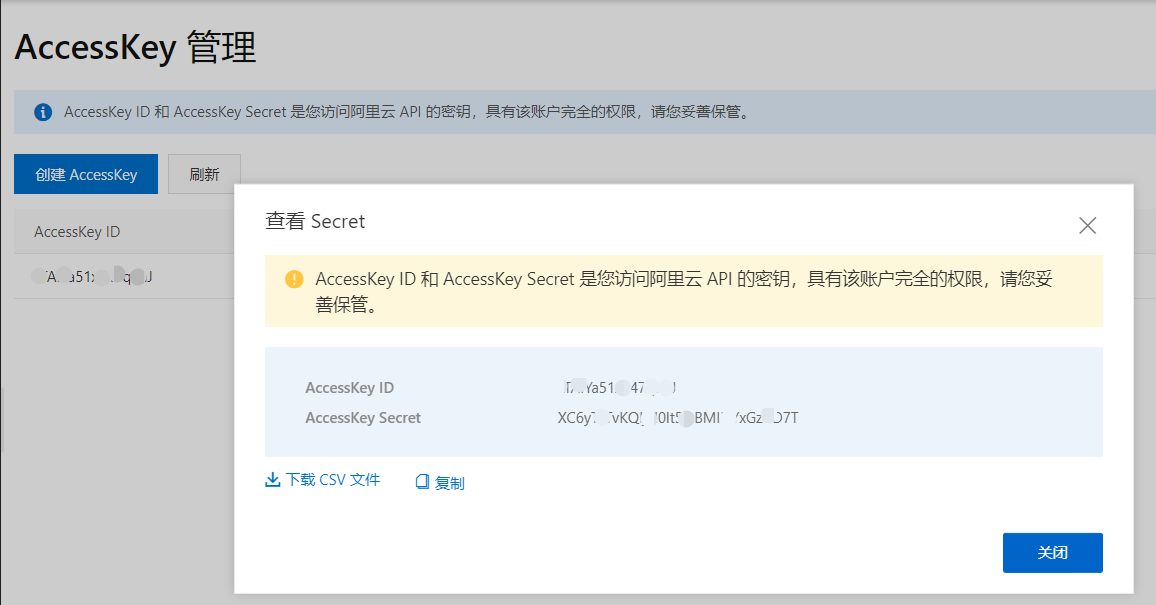 AccessKey 管理
AccessKey ID 和 AccessKey Secret 是您访问阿里云 API 的密钥，具有该账户完全的权限，请您妥善保管。
创建 AccessKey
刷新
AccessKey ID
查看 Secret
AccessKey ID 和 AccessKey Secret 是您访问阿里云 API 的密钥，具有该账户完全的权限，请您妥
善保管。
AccessKey ID
AccessKey Secret
下载 CSV 文件
复制
关闭